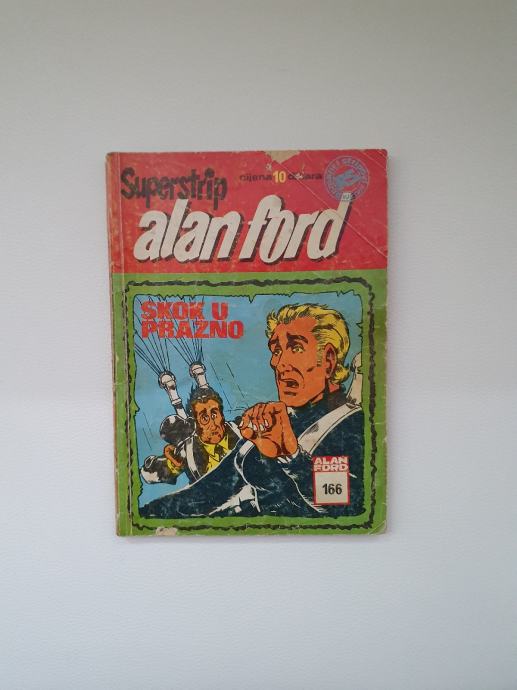 Superstrip
cijena 10 dinara
alan ford
SKOK U
PRAZNO
ALAN
FORD
166